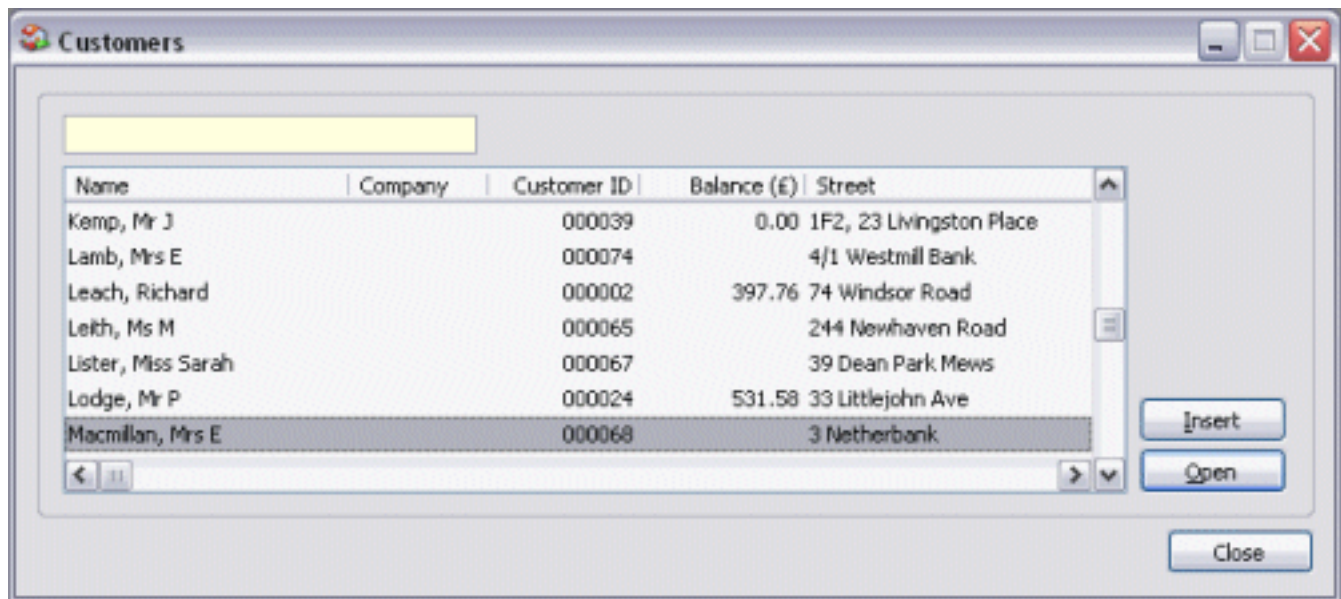 Customers
Name Company Customer ID Balance (£) Street
Kemp, Mr J 000039 0.00 1F2, 23 Livingston Place
Lamb, Mrs E 000074 4/1 Westmill Bank
Leach, Richard 000002 397.76 74 Windsor Road
Leith, Ms M 000065 244 Newhaven Road
Lister, Miss Sarah 000067 39 Dean Park Mews
Lodge, Mr P 000024 531.58 33 Littlejohn Ave
Macmillan, Mrs E 000068 3 Netherbank
Insert
Open
Close